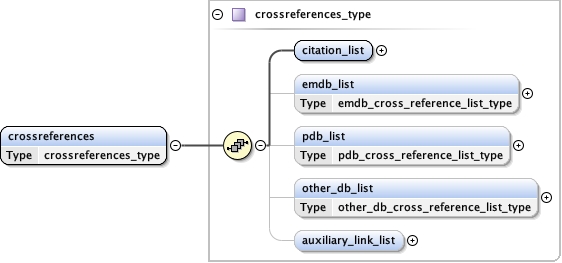 crossreferences_type
citation_list
emdb_list
Type emdb_cross_reference_list_type
crossreferences
Type crossreferences_type
pdb_list
Type pdb_cross_reference_list_type
other_db_list
Type other_db_cross_reference_list_type
auxiliary_link_list